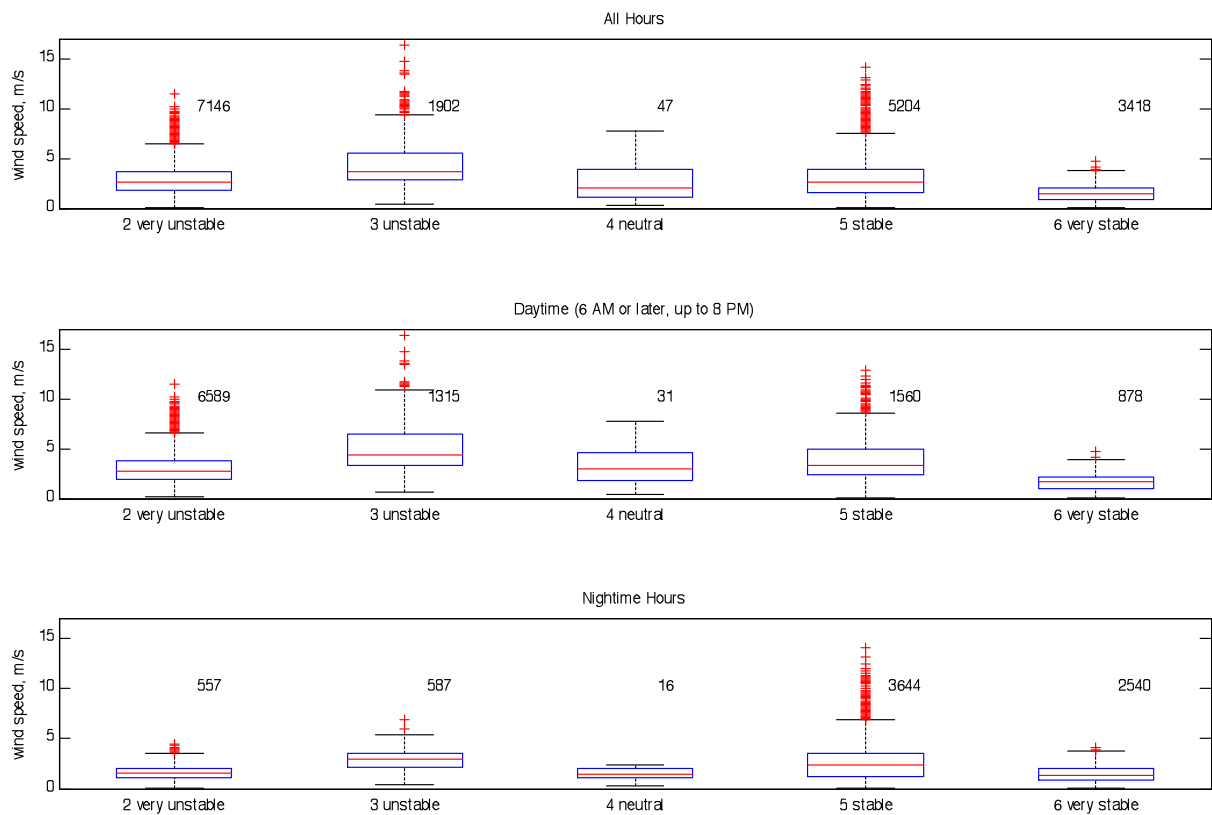 All Hours
wind speed, m/s
15
10
5
0
7146 1902 47 5204 3418
2 very unstable 3 unstable 4 neutral 5 stable 6 very stable
Daytime (6 AM or later, up to 8 PM)
wind speed, m/s
15
10
5
0
6589 1315 31 1560 878
2 very unstable 3 unstable 4 neutral 5 stable 6 very stable
Nightime Hours
wind speed, m/s
15
10
5
0
557 587 16 3644 2540
2 very unstable 3 unstable 4 neutral 5 stable 6 very stable